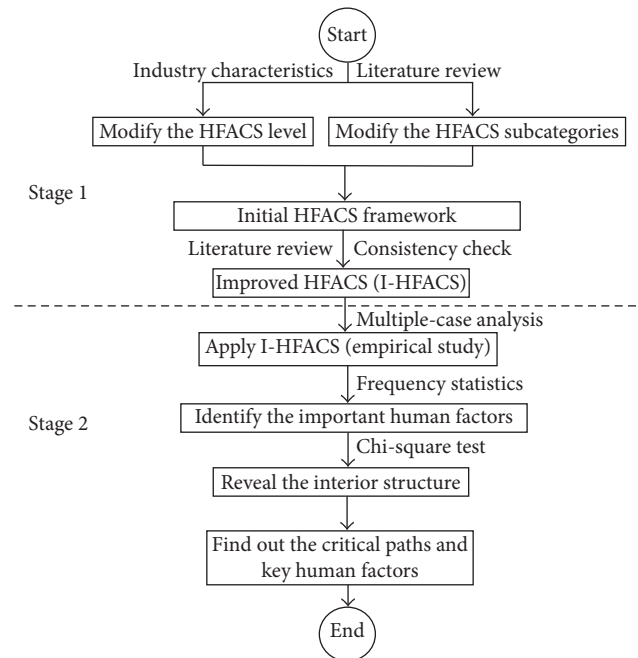 Start
Industry characteristics
Literature review
Modify the HFACS level
Modify the HFACS subcategories
Stage 1
Initial HFACS framework
Literature review
Consistency check
Improved HFACS (I-HFACS)
Multiple-case analysis
Apply I-HFACS (empirical study)
Frequency statistics
Stage 2
Identify the important human factors
Chi-square test
Reveal the interior structure
Find out the critical paths and
key human factors
End